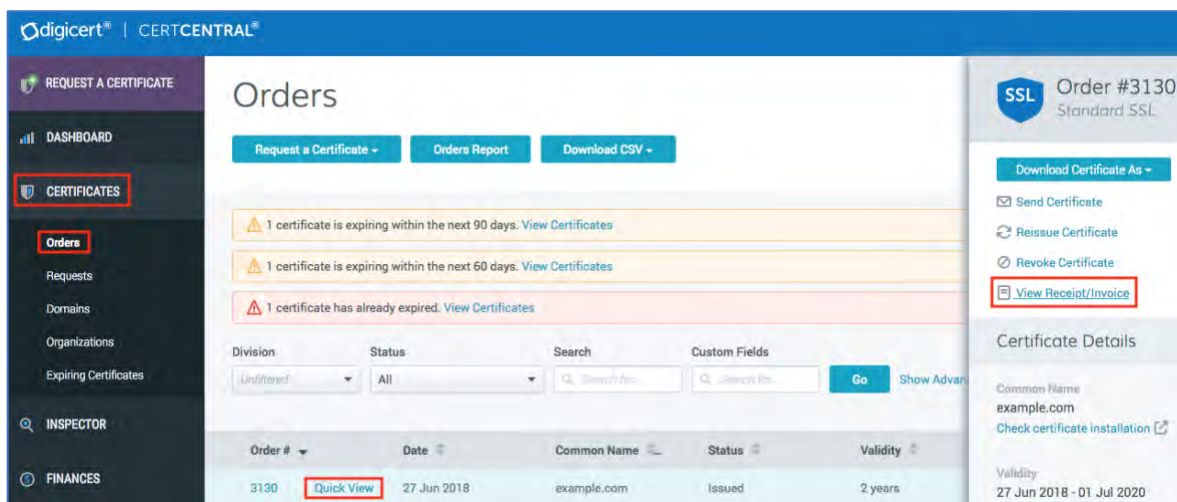 digicert® | CERTCENTRAL®
REQUEST A CERTIFICATE
DASHBOARD
CERTIFICATES
Orders
Requests
Domains
Organizations
Expiring Certificates
INSPECTOR
FINANCES
Orders
Request a Certificate
Orders Report
Download CSV
1 certificate is expiring within the next 90 days. View Certificates
1 certificate is expiring within the next 60 days. View Certificates
1 certificate has already expired. View Certificates
Division Status Search Custom Fields
Unfiltered All Search for... Search for... Go Show Advan
Order # Date Common Name Status Validity
3130 Quick View 27 Jun 2018 example.com Issued 2 years
SSL
Order #3130
Standard SSL
Download Certificate As
Send Certificate
Reissue Certificate
Revoke Certificate
View Receipt/Invoice
Certificate Details
Common Name
example.com
Check certificate installation
Validity
27 Jun 2018 - 01 Jul 2020